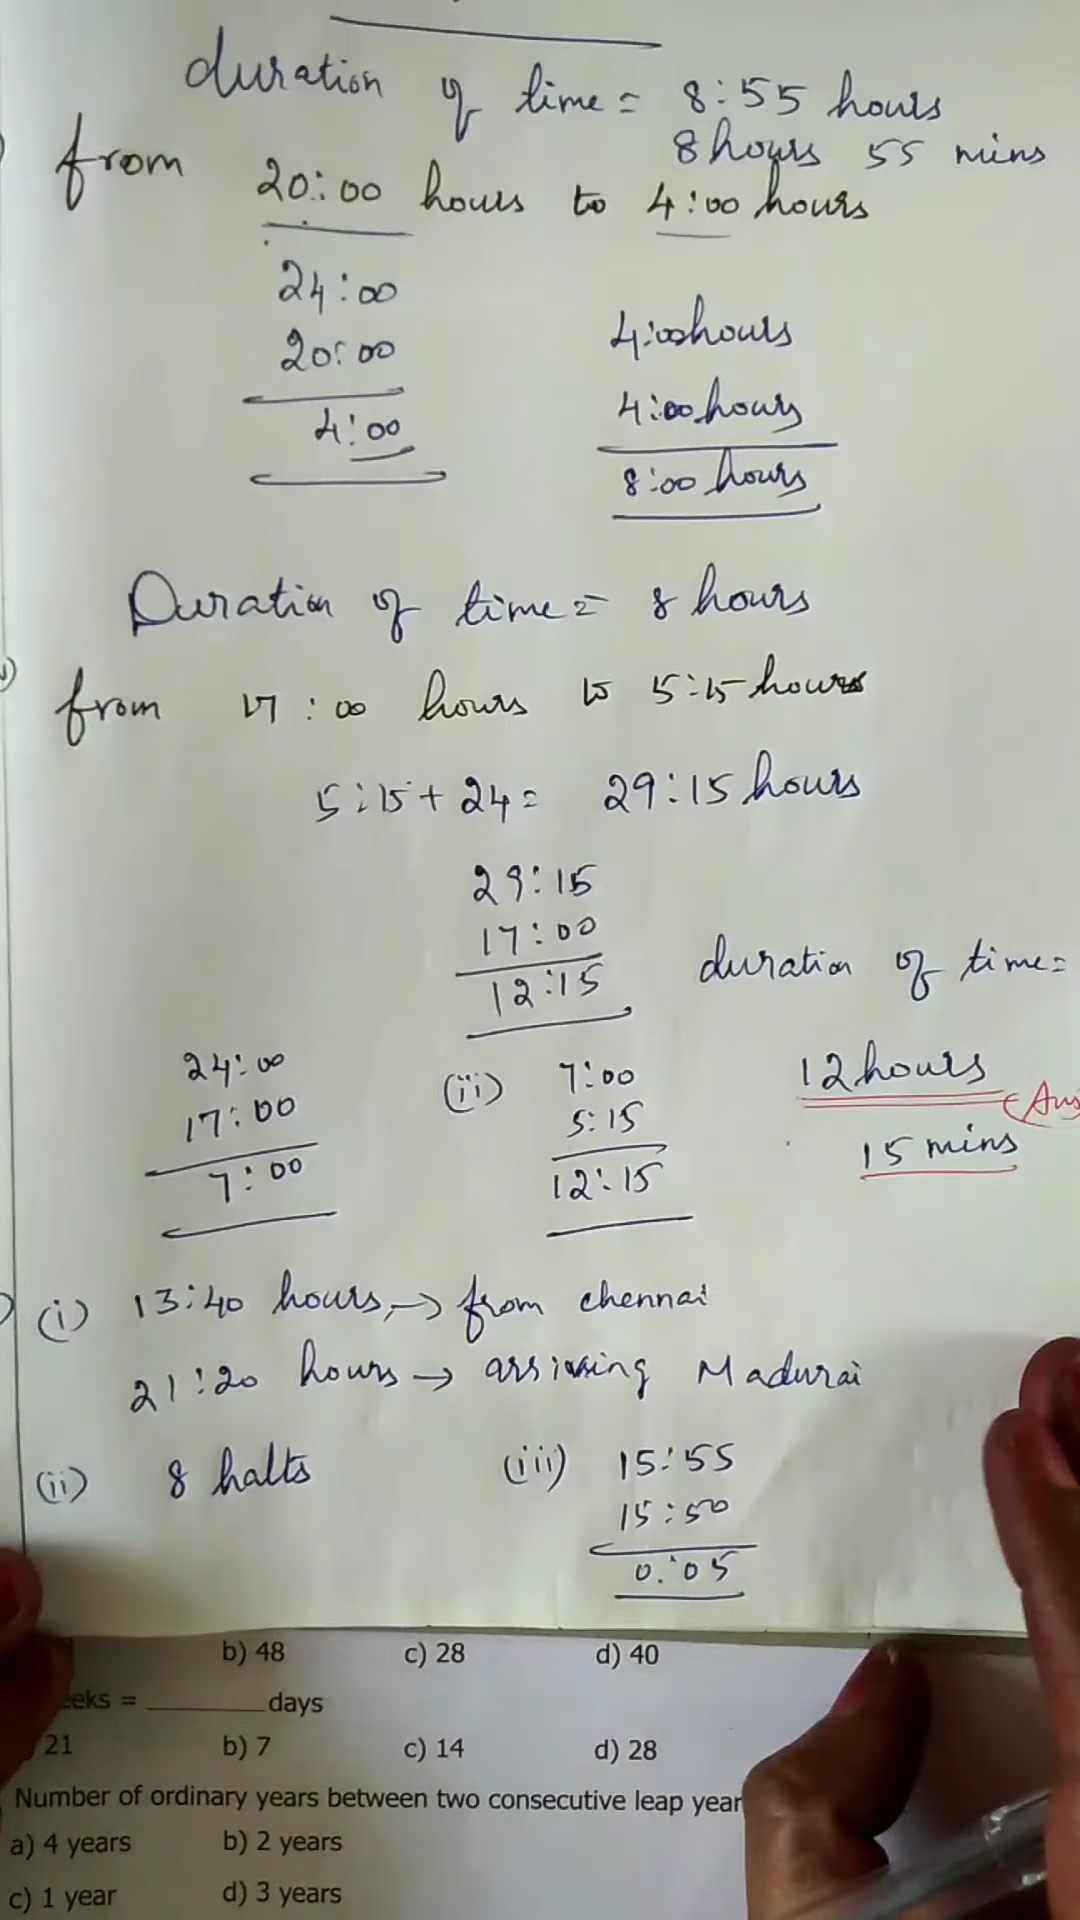 duration of time = 8:55 hours
8 hours 55 mins
from 20:00 hours to 4:00 hours
24:00
20:00
4:00
4:00 hours
4:00 hours
8:00 hours
Duration of time = 8 hours
from 17:00 hours to 5:15 hours
5:15 + 24 = 29:15 hours
29:15
17:00
12:15
duration of time =
12 hours
Ans
15 mins
24:00
17:00
7:00
(ii) 7:00
5:15
12:15
(i) 13:40 hours, → from chennai
21:20 hours → arriving Madurai
(ii) 8 halts
(iii) 15:55
15:50
0:05
b) 48 c) 28 d) 40
eeks = ________ days
21 b) 7 c) 14 d) 28
Number of ordinary years between two consecutive leap year
a) 4 years b) 2 years
c) 1 year d) 3 years